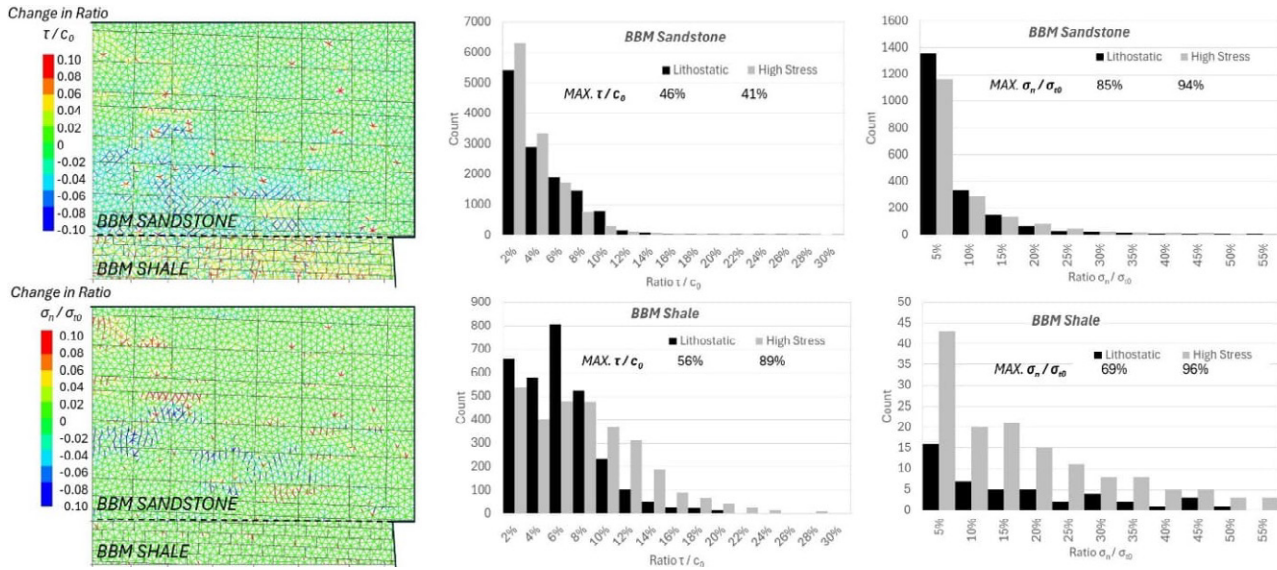 Change in Ratio
τ / c₀
0.10
0.08
0.06
0.04
0.02
0
-0.02
-0.04
-0.06
-0.08
-0.10
BBM SANDSTONE
BBM SHALE
Change in Ratio
σn / σt0
0.10
0.08
0.06
0.04
0.02
0
-0.02
-0.04
-0.06
-0.08
0.10
BBM SANDSTONE
BBM SHALE
BBM Sandstone
Lithostatic High Stress
MAX. τ / c₀ 46% 41%
Count
7000
6000
5000
4000
3000
2000
1000
0
2% 4% 6% 8% 10% 12% 14% 16% 18% 20% 22% 24% 26% 28% 30%
Ratio τ / c₀
BBM Sandstone
Lithostatic High Stress
MAX. σn / σt0 85% 94%
Count
1600
1400
1200
1000
800
600
400
200
0
5% 10% 15% 20% 25% 30% 35% 40% 45% 50% 55%
Ratio σn / σt0
BBM Shale
Lithostatic High Stress
MAX. τ / c₀ 56% 89%
Count
900
800
700
600
500
400
300
200
100
0
2% 4% 6% 8% 10% 12% 14% 16% 18% 20% 22% 24% 26% 28% 30%
Ratio τ / c₀
BBM Shale
Lithostatic High Stress
MAX. σn / σt0 69% 96%
Count
50
45
40
35
30
25
20
15
10
5
0
5% 10% 15% 20% 25% 30% 35% 40% 45% 50% 55%
Ratio σn / σt0